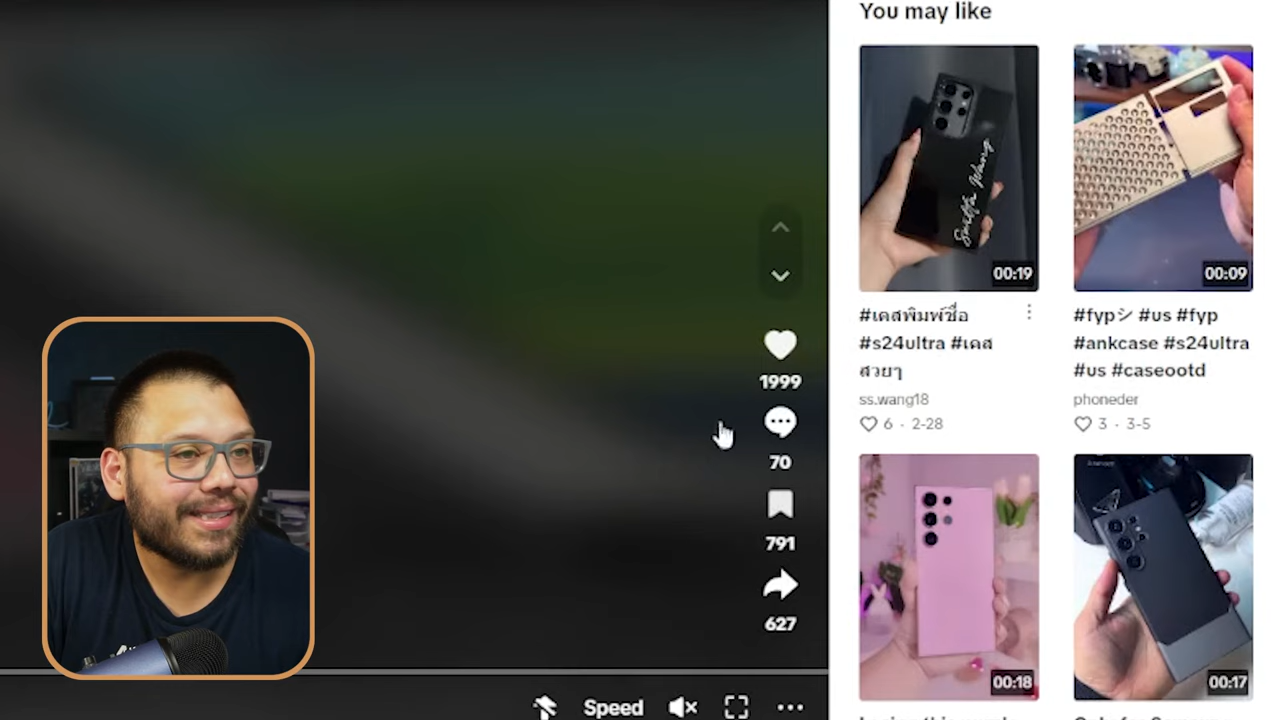 You may like
Smitfh Wang
00:19
00:09
#เคสพิมพ์ชื่อ
#s24ultra #เคส
สวยๆ
ss.wang18
6 · 2-28
#fypシ #us #fyp
#ankcase #s24ultra
#us #caseootd
phoneder
3 · 3-5
1999
70
791
627
00:18
00:17
Speed